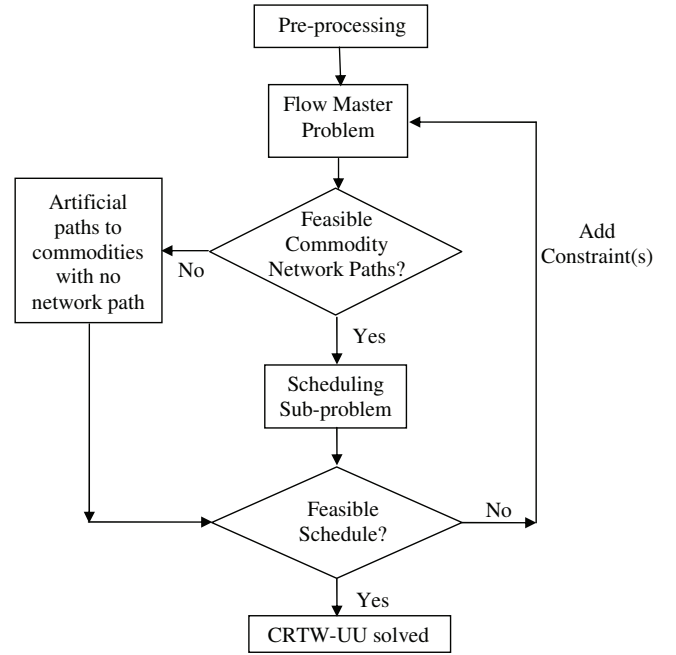 Pre-processing
Flow Master
Problem
Feasible
Commodity
Network Paths?
No
Artificial
paths to
commodities
with no
network path
Add
Constraint(s)
Yes
Scheduling
Sub-problem
Feasible
Schedule?
No
Yes
CRTW-UU solved